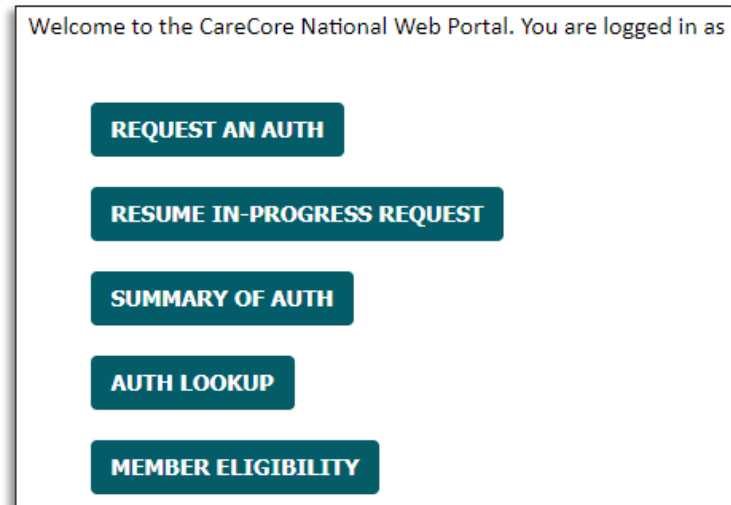 Welcome to the CareCore National Web Portal. You are logged in as
REQUEST AN AUTH
RESUME IN-PROGRESS REQUEST
SUMMARY OF AUTH
AUTH LOOKUP
MEMBER ELIGIBILITY